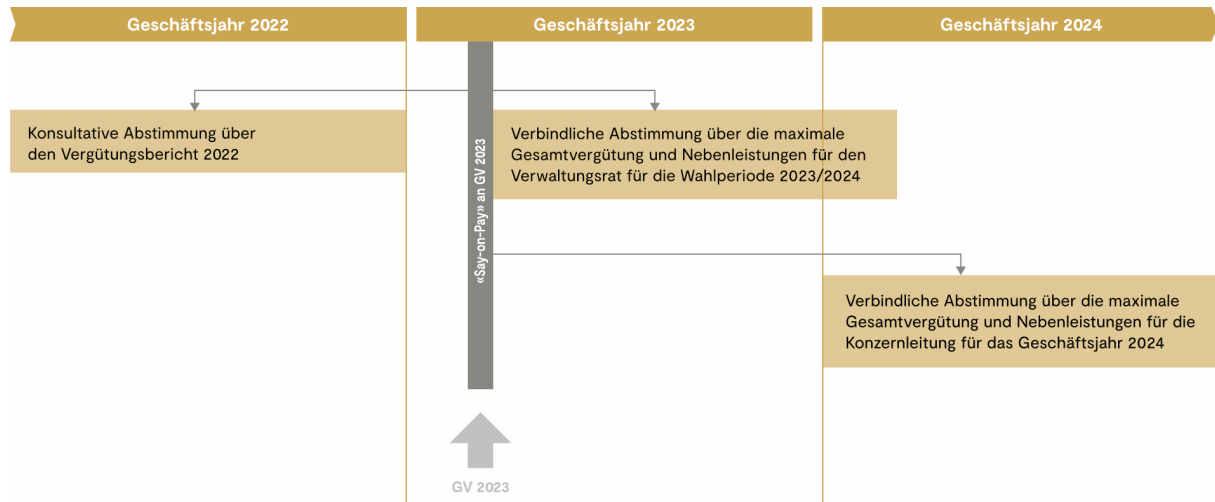 Geschäftsjahr 2022
Geschäftsjahr 2023
Geschäftsjahr 2024
Konsultative Abstimmung über
den Vergütungsbericht 2022
«Say-on-Pay» an GV 2023
Verbindliche Abstimmung über die maximale
Gesamtvergütung und Nebenleistungen für den
Verwaltungsrat für die Wahlperiode 2023/2024
Verbindliche Abstimmung über die maximale
Gesamtvergütung und Nebenleistungen für die
Konzernleitung für das Geschäftsjahr 2024
GV 2023